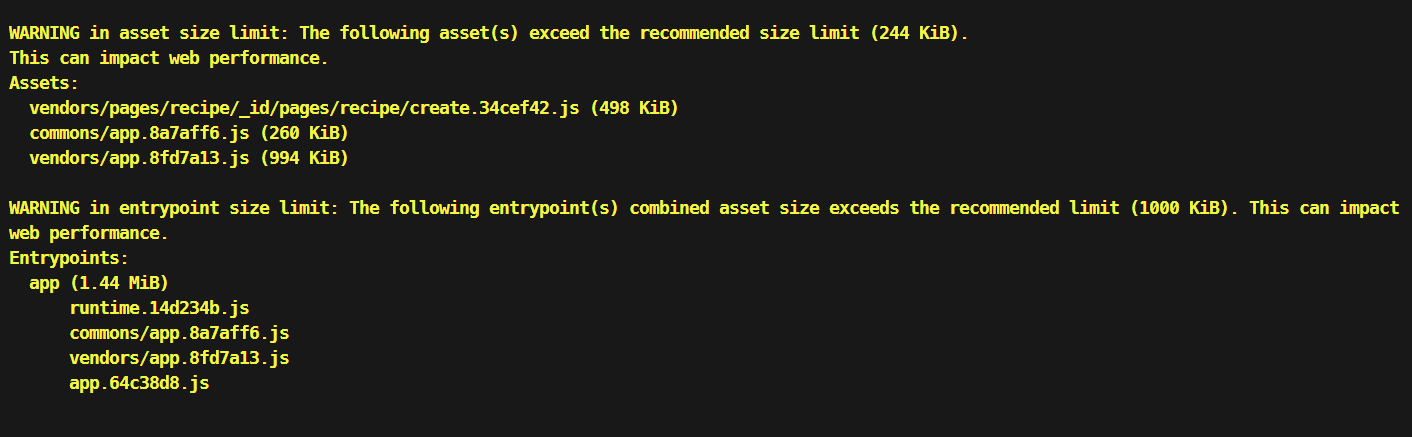 WARNING in asset size limit: The following asset(s) exceed the recommended size limit (244 KiB).
This can impact web performance.
Assets:
  vendors/pages/recipe/_id/pages/recipe/create.34cef42.js (498 KiB)
  commons/app.8a7aff6.js (260 KiB)
  vendors/app.8fd7a13.js (994 KiB)

WARNING in entrypoint size limit: The following entrypoint(s) combined asset size exceeds the recommended limit (1000 KiB). This can impact
web performance.
Entrypoints:
  app (1.44 MiB)
      runtime.14d234b.js
      commons/app.8a7aff6.js
      vendors/app.8fd7a13.js
      app.64c38d8.js